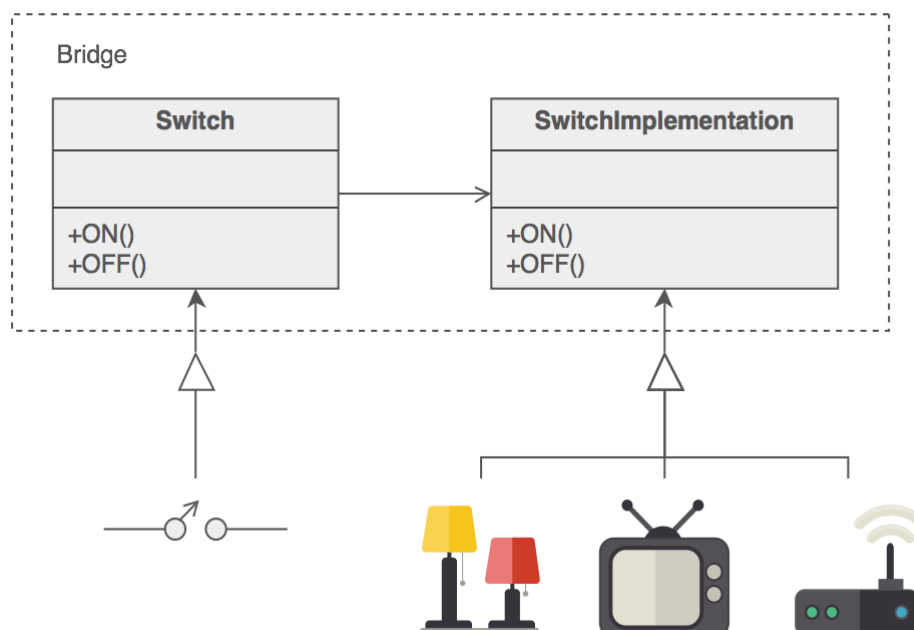 Bridge
Switch
+ON()
+OFF()
SwitchImplementation
+ON()
+OFF()